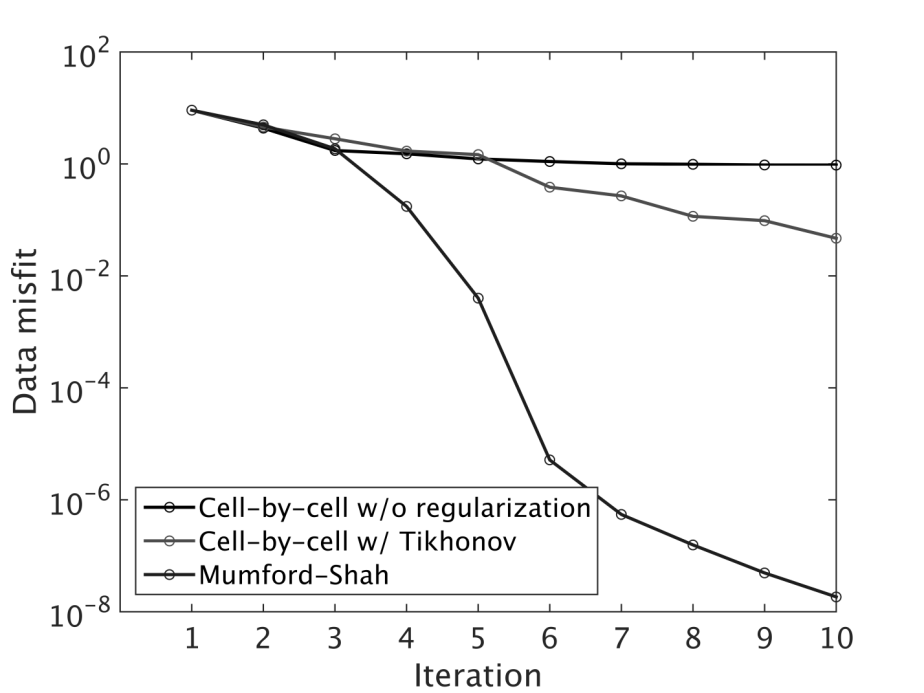 10^2
10^0
10^−2
10^−4
10^−6
10^−8
Data misfit
Cell−by−cell w/o regularization
Cell−by−cell w/ Tikhonov
Mumford−Shah
1 2 3 4 5 6 7 8 9 10
Iteration